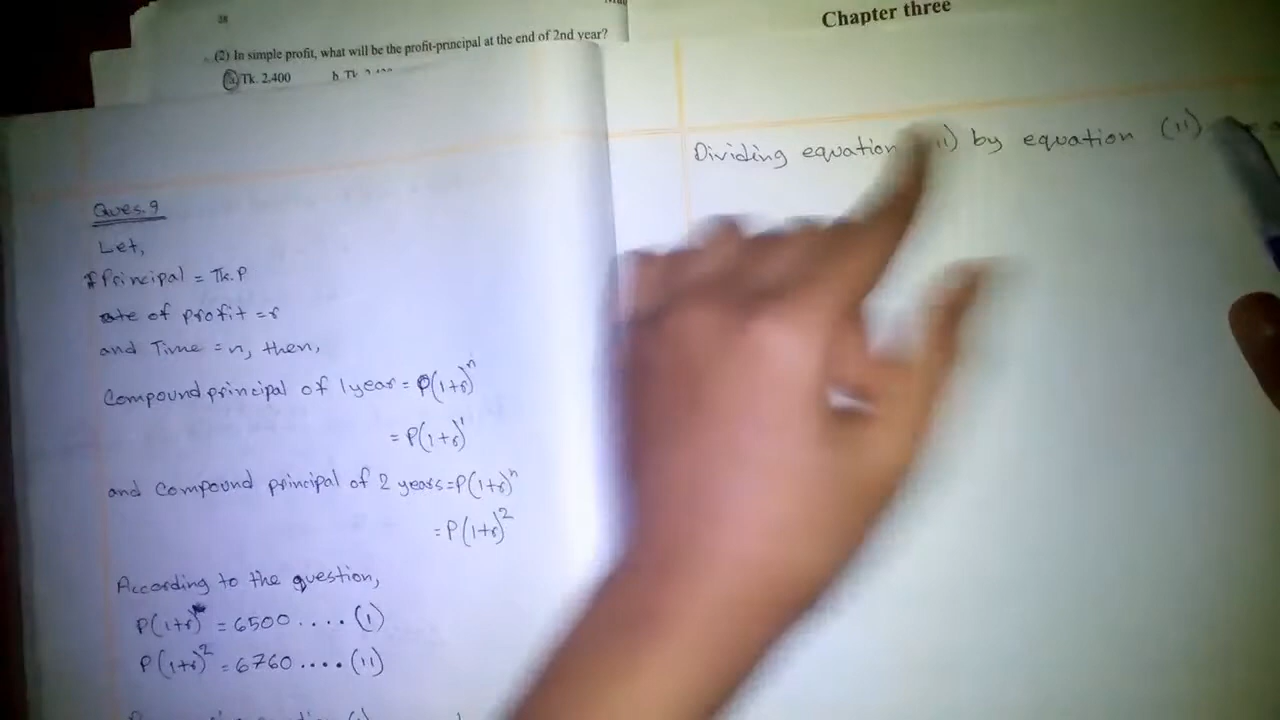 38
Chapter three
(2) In simple profit, what will be the profit-principal at the end of 2nd year?
a Tk. 2,400 b Tk
Dividing equation by equation (ii)
Ques. 9
Let,
Principal = Tk. P
of profit = r
and Time = n, then,
Compound principal of 1 year = P(1+r)^n
= P(1+r)^1
and compound principal of 2 years = P(1+r)^n
= P(1+r)^2
According to the question,
P(1+r) = 6500 .... (i)
P(1+r)^2 = 6760 .... (ii)